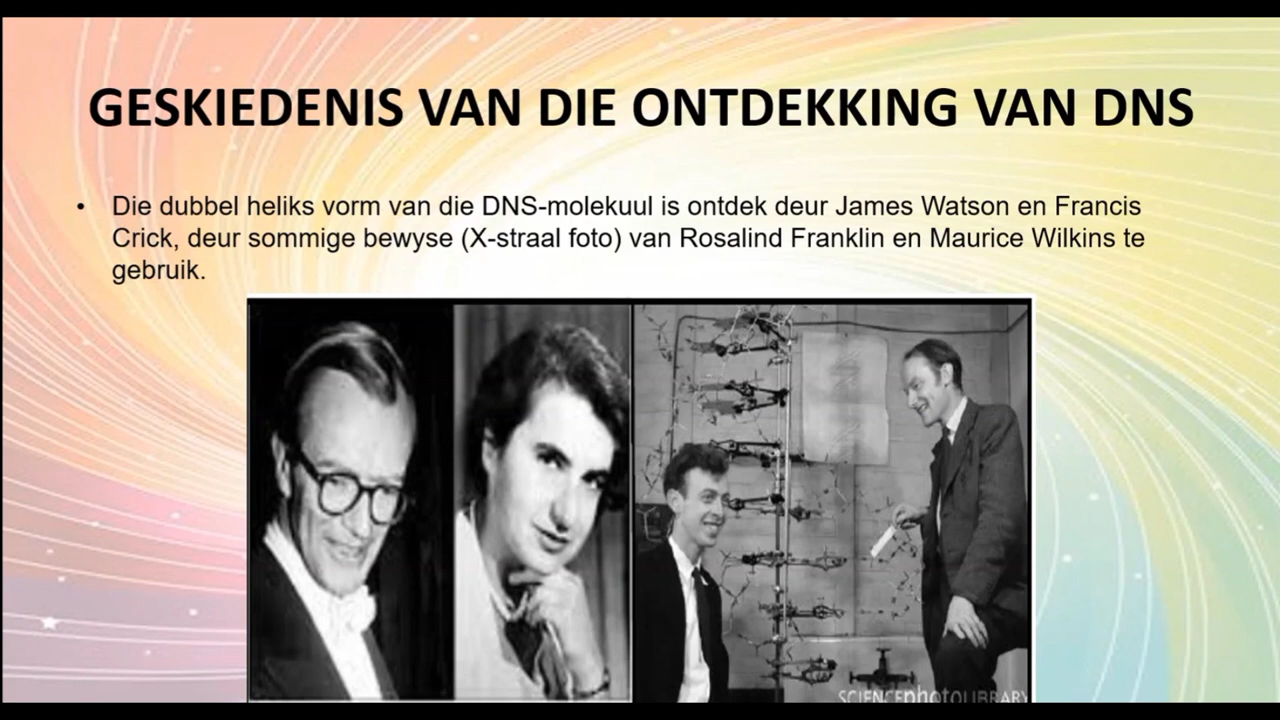 GESKIEDENIS VAN DIE ONTDEKKING VAN DNS
• Die dubbel heliks vorm van die DNS-molekuul is ontdek deur James Watson en Francis
Crick, deur sommige bewyse (X-straal foto) van Rosalind Franklin en Maurice Wilkins te
gebruik.
SCIENCEphotoLIBRARY